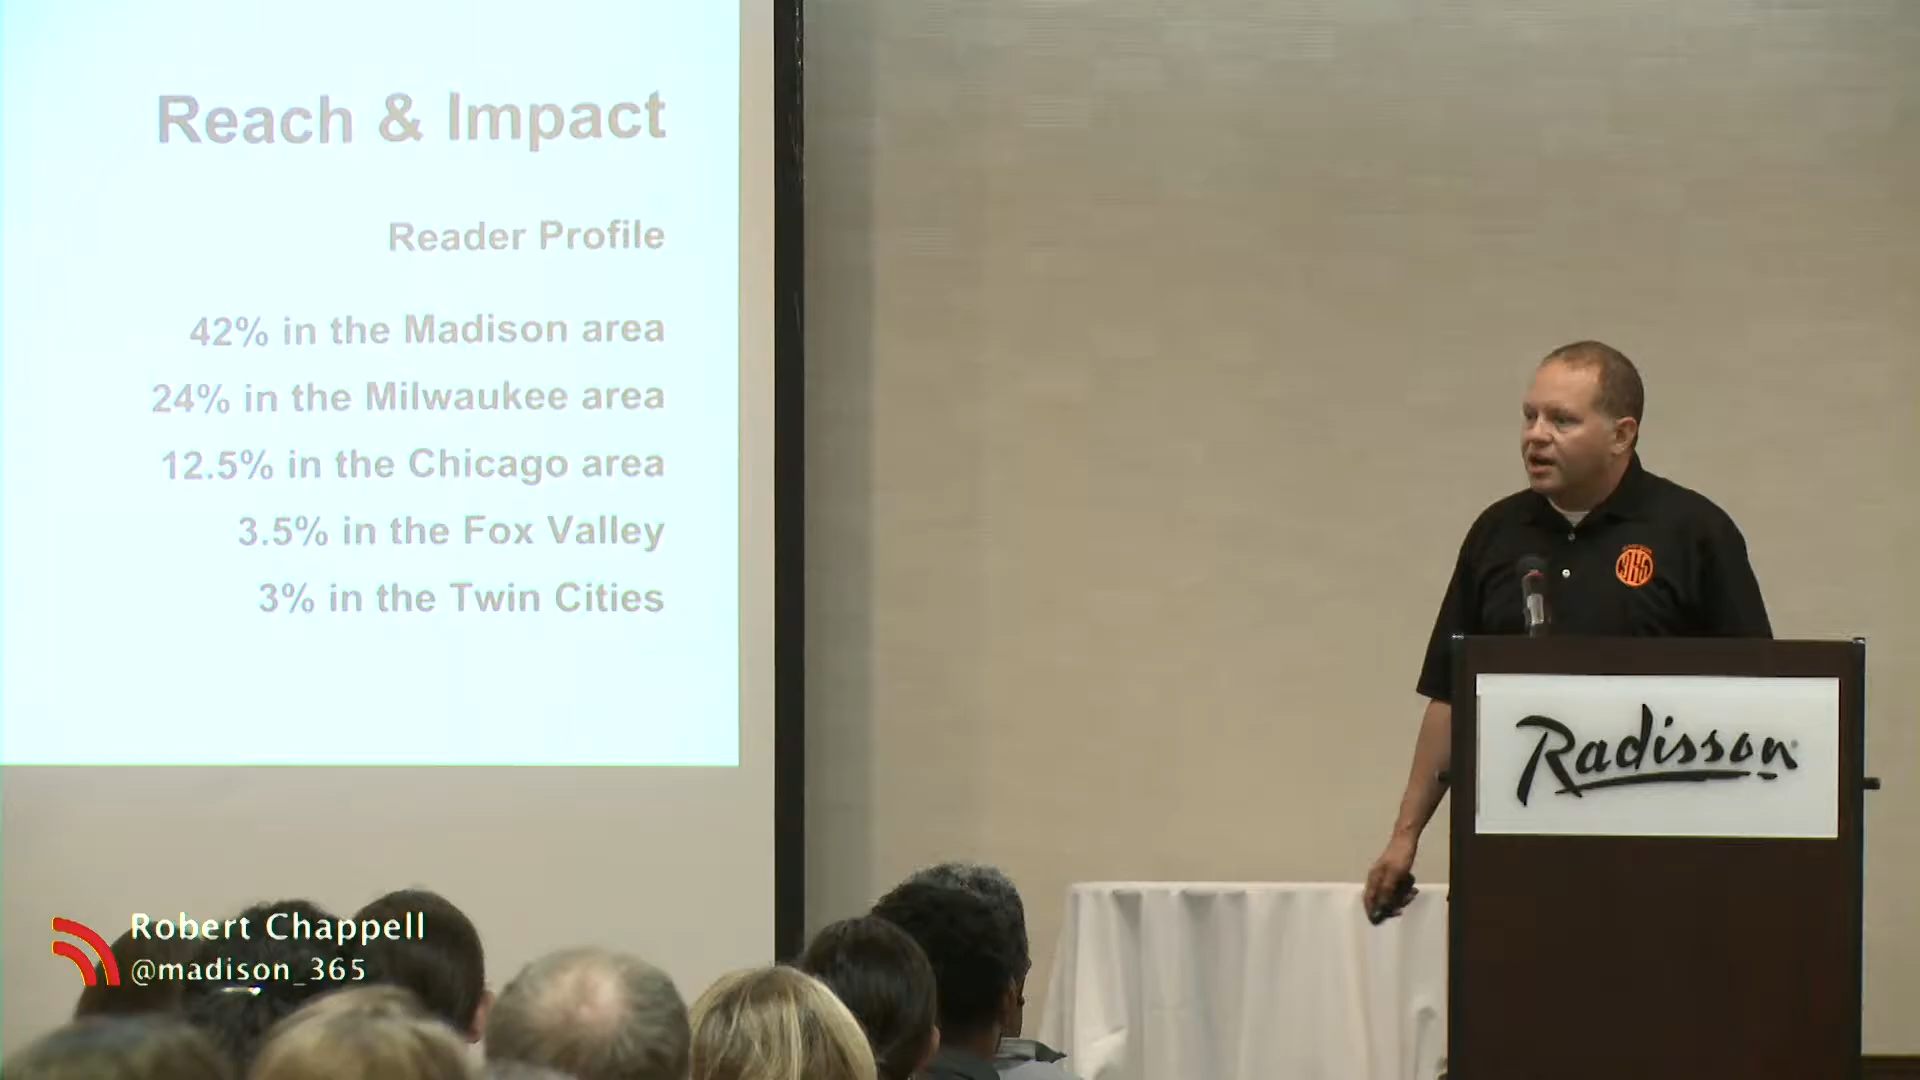 Reach & Impact
Reader Profile
42% in the Madison area
24% in the Milwaukee area
12.5% in the Chicago area
3.5% in the Fox Valley
3% in the Twin Cities
365
Radisson
Robert Chappell
@madison_365